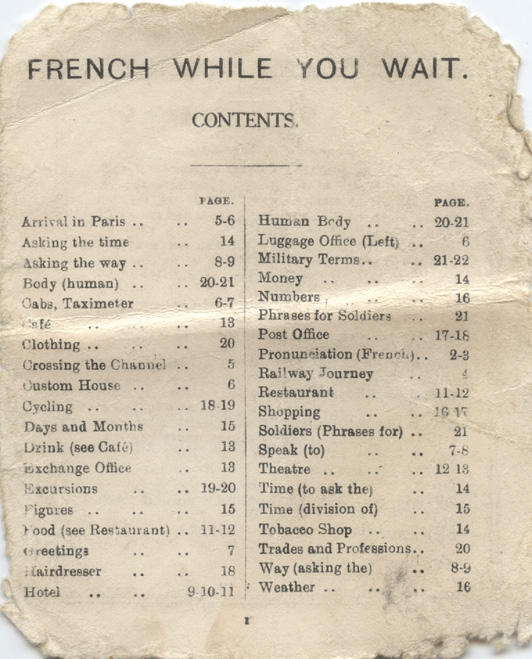 FRENCH WHILE YOU WAIT.
CONTENTS.
PAGE.
Arrival in Paris .. .. 5-6
Asking the time .. 14
Asking the way .. .. 8-9
Body (human) .. 20-21
Cabs, Taximeter .. 6-7
Café .. .. .. 13
Clothing .. .. .. 20
Crossing the Channel .. 5
Custom House .. .. 6
Cycling .. .. .. 18-19
Days and Months .. 15
Drink (see Café) .. 13
Exchange Office .. 13
Excursions .. .. 19-20
Figures .. .. .. 15
Food (see Restaurant) .. 11-12
Greetings .. .. 7
Hairdresser .. .. 18
Hotel .. .. 9-10-11
PAGE.
Human Body .. .. 20-21
Luggage Office (Left) .. 6
Military Terms.. .. 21-22
Money .. .. .. 14
Numbers .. .. .. 16
Phrases for Soldiers .. 21
Post Office .. .. 17-18
Pronunciation (French).. 2-3
Railway Journey .. 4
Restaurant .. .. 11-12
Shopping .. .. 16-17
Soldiers (Phrases for) .. 21
Speak (to) .. .. 7-8
Theatre .. .. .. 12-13
Time (to ask the) .. 14
Time (division of) .. 15
Tobacco Shop .. .. 14
Trades and Professions.. 20
Way (asking the) .. 8-9
Weather .. .. .. 16
1